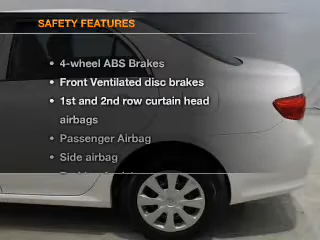 SAFETY FEATURES
• 4-wheel ABS Brakes
• Front Ventilated disc brakes
• 1st and 2nd row curtain head
airbags
• Passenger Airbag
• Side airbag